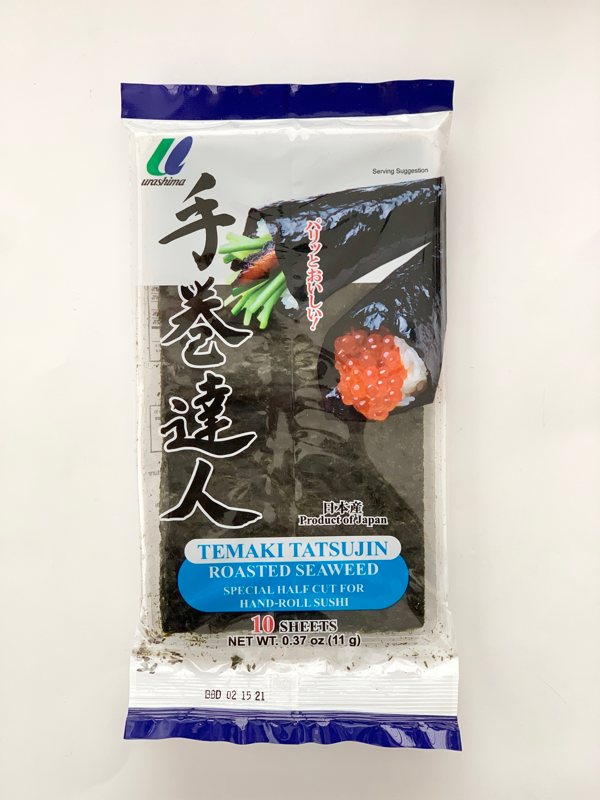 urashima
Serving Suggestion
手巻達人
パリッとおいしい!
日本産
Product of Japan
TEMAKI TATSUJIN
ROASTED SEAWEED
SPECIAL HALF CUT FOR
HAND-ROLL SUSHI
10 SHEETS
NET WT. 0.37 oz (11 g)
BBD 02 15 21